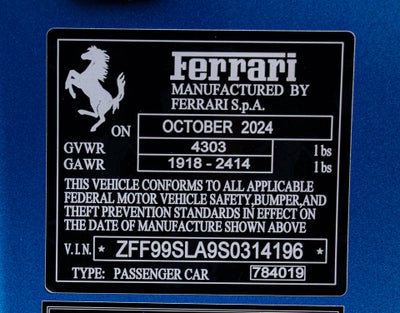 Ferrari
MANUFACTURED BY
FERRARI S.p.A.
ON OCTOBER 2024
GVWR 4303 lbs
GAWR 1918 - 2414 lbs
THIS VEHICLE CONFORMS TO ALL APPLICABLE
FEDERAL MOTOR VEHICLE SAFETY,BUMPER,AND
THEFT PREVENTION STANDARDS IN EFFECT ON
THE DATE OF MANUFACTURE SHOWN ABOVE
V.I.N. * ZFF99SLA9S0314196 *
TYPE: PASSENGER CAR 784019